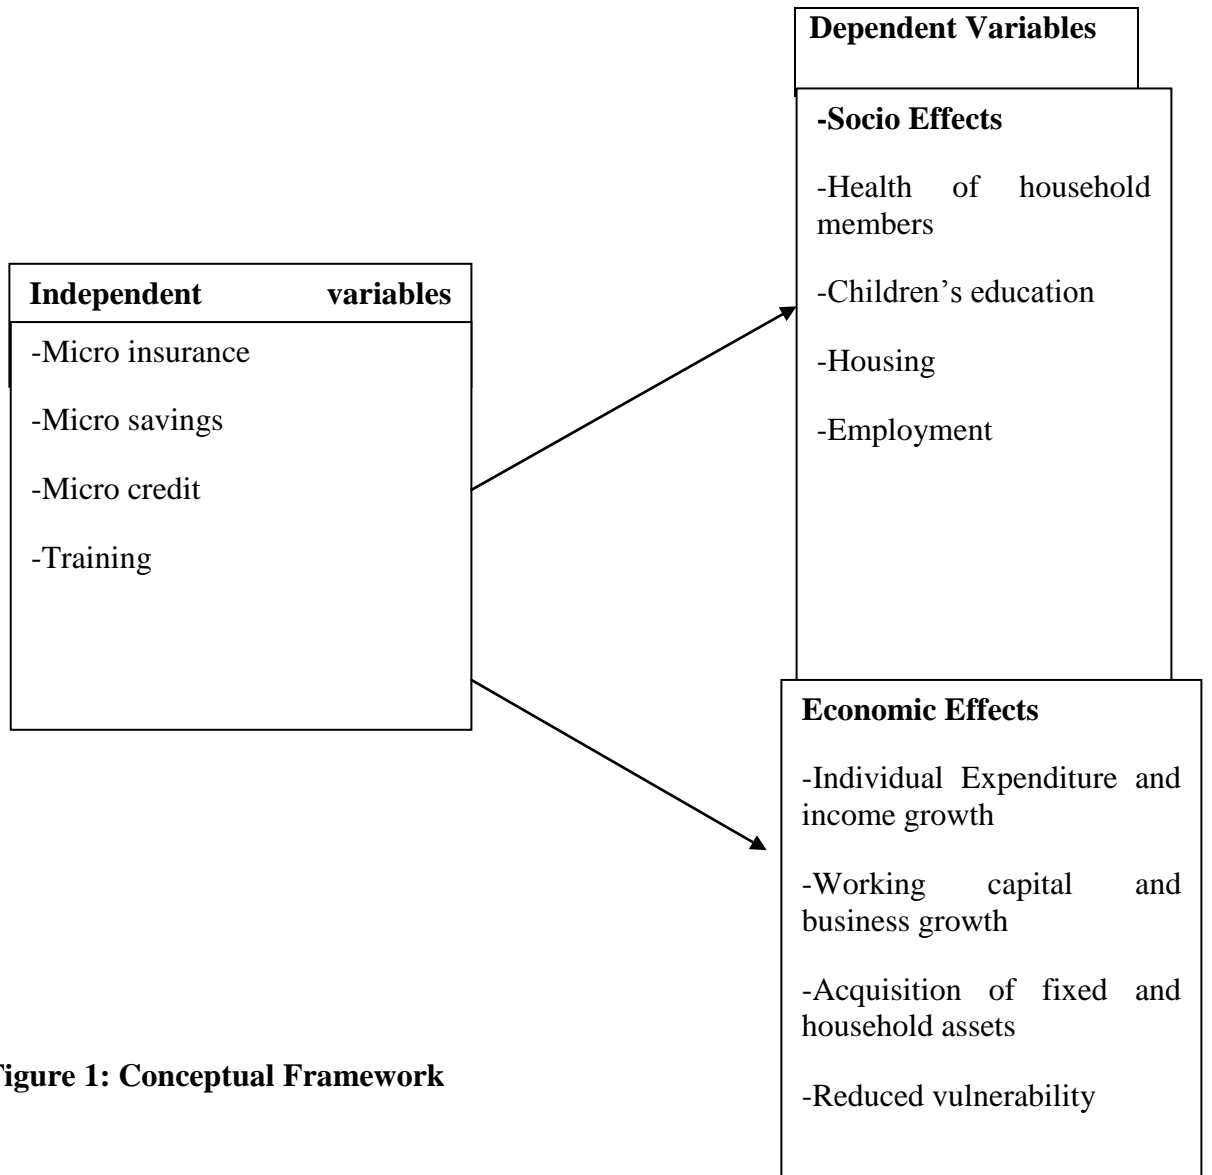 Dependent Variables
-Socio Effects
-Health of household
members
-Children’s education
-Housing
-Employment
Independent variables
-Micro insurance
-Micro savings
-Micro credit
-Training
Economic Effects
-Individual Expenditure and
income growth
-Working capital and
business growth
-Acquisition of fixed and
household assets
-Reduced vulnerability
Figure 1: Conceptual Framework